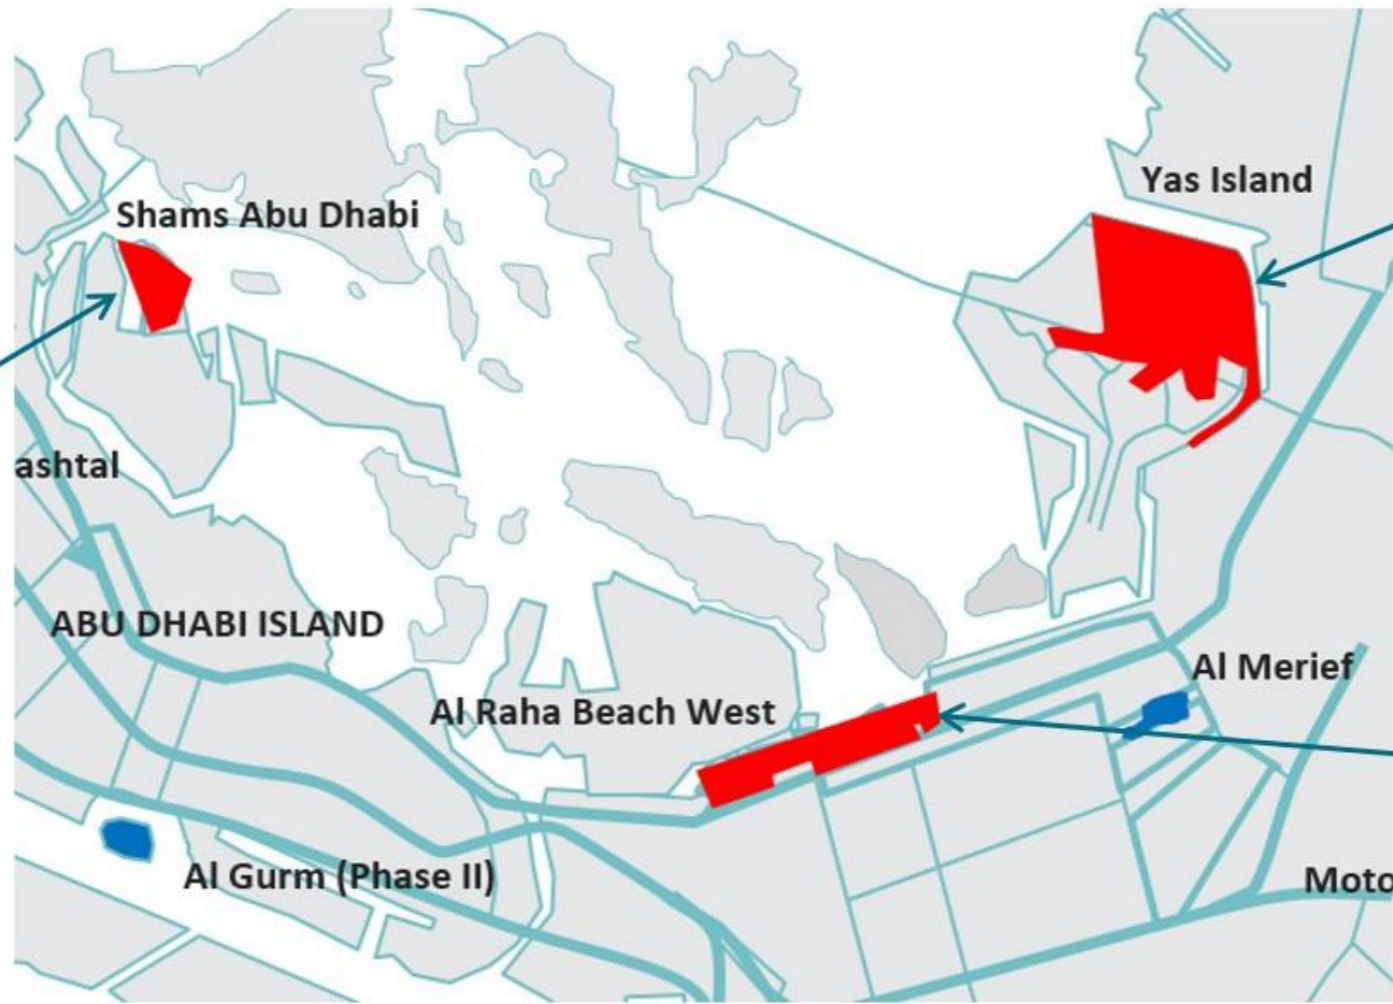 Yas Island
Shams Abu Dhabi
ashtal
ABU DHABI ISLAND
Al Merief
Al Raha Beach West
Al Gurm (Phase II)
Moto